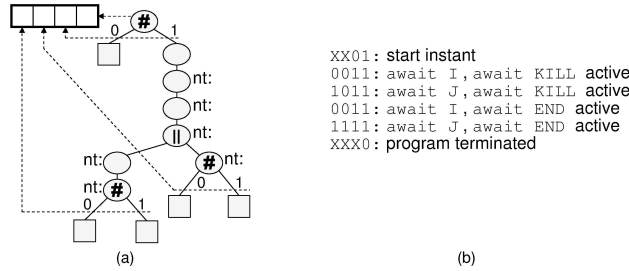 #
0 1
nt:
nt:
nt: || 
nt: # nt:
nt: # 0 1
0 1
(a)
XX01: start instant
0011: await I, await KILL active
1011: await J, await KILL active
0011: await I, await END active
1111: await J, await END active
XXX0: program terminated
(b)